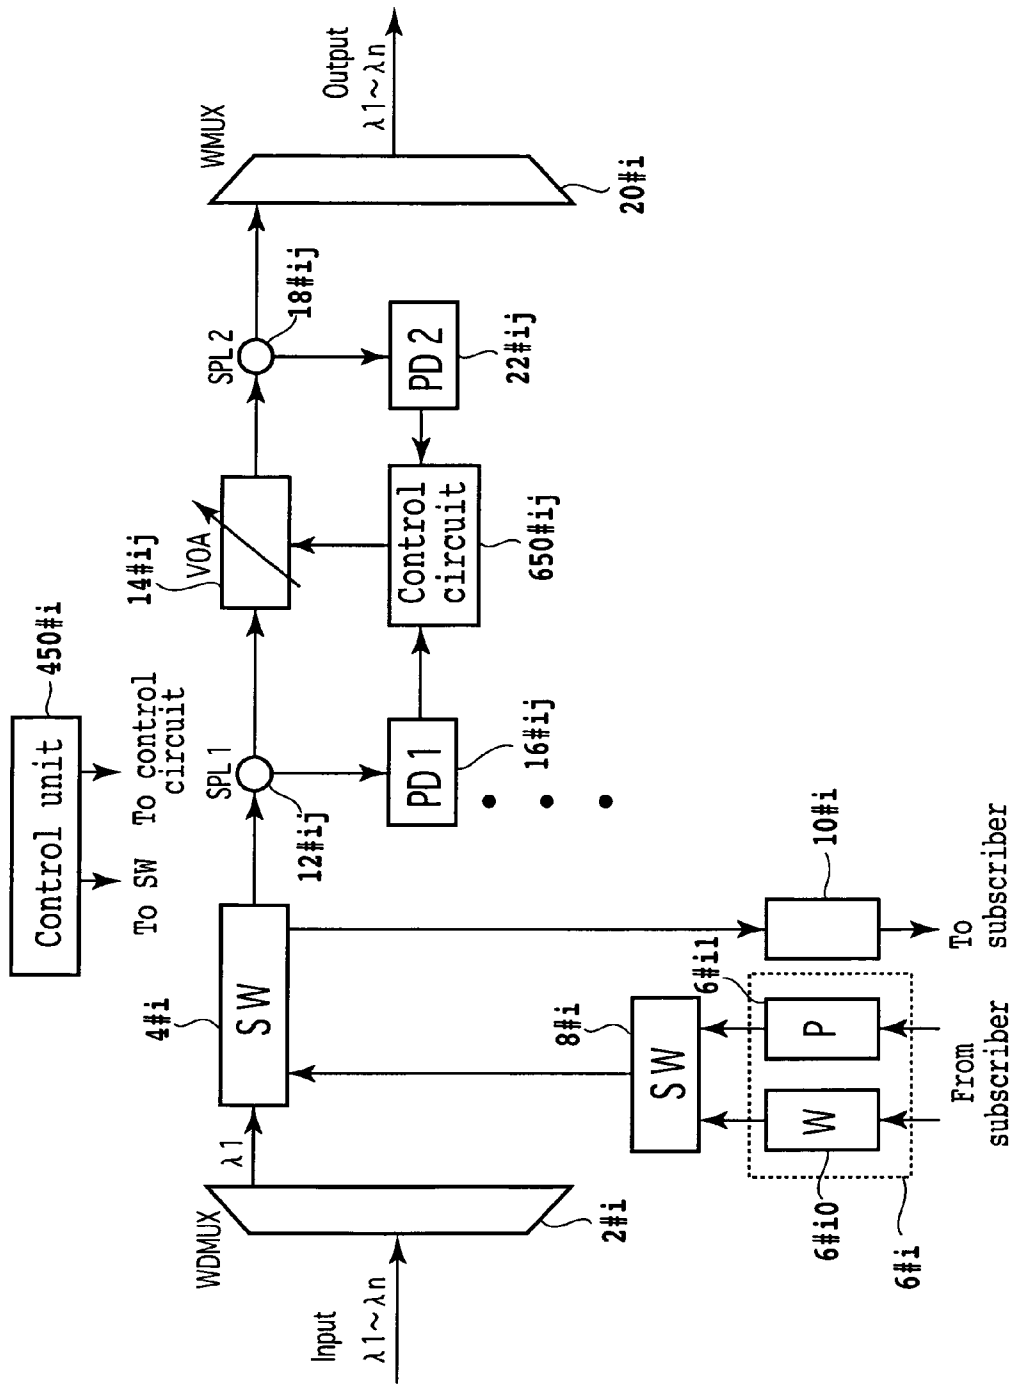 Control unit
450#i
To SW
To control
circuit
Input
λ1~λn
WDMUX
2#i
λ1
4#i
SW
SPL1
12#ij
14#ij
VOA
SPL2
18#ij
WMUX
20#i
Output
λ1~λn
PD1
16#ij
Control
circuit
650#ij
PD2
22#ij
8#i
SW
6#i1
W
P
6#i0
6#i
10#i
From
subscriber
To
subscriber